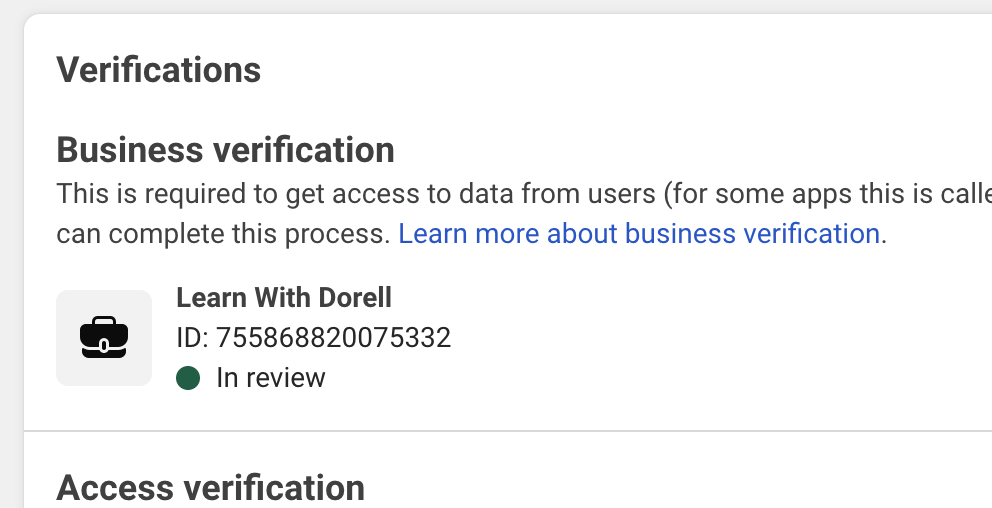 Verifications
Business verification
This is required to get access to data from users (for some apps this is calle
can complete this process. Learn more about business verification.
Learn With Dorell
ID: 755868820075332
In review
Access verification